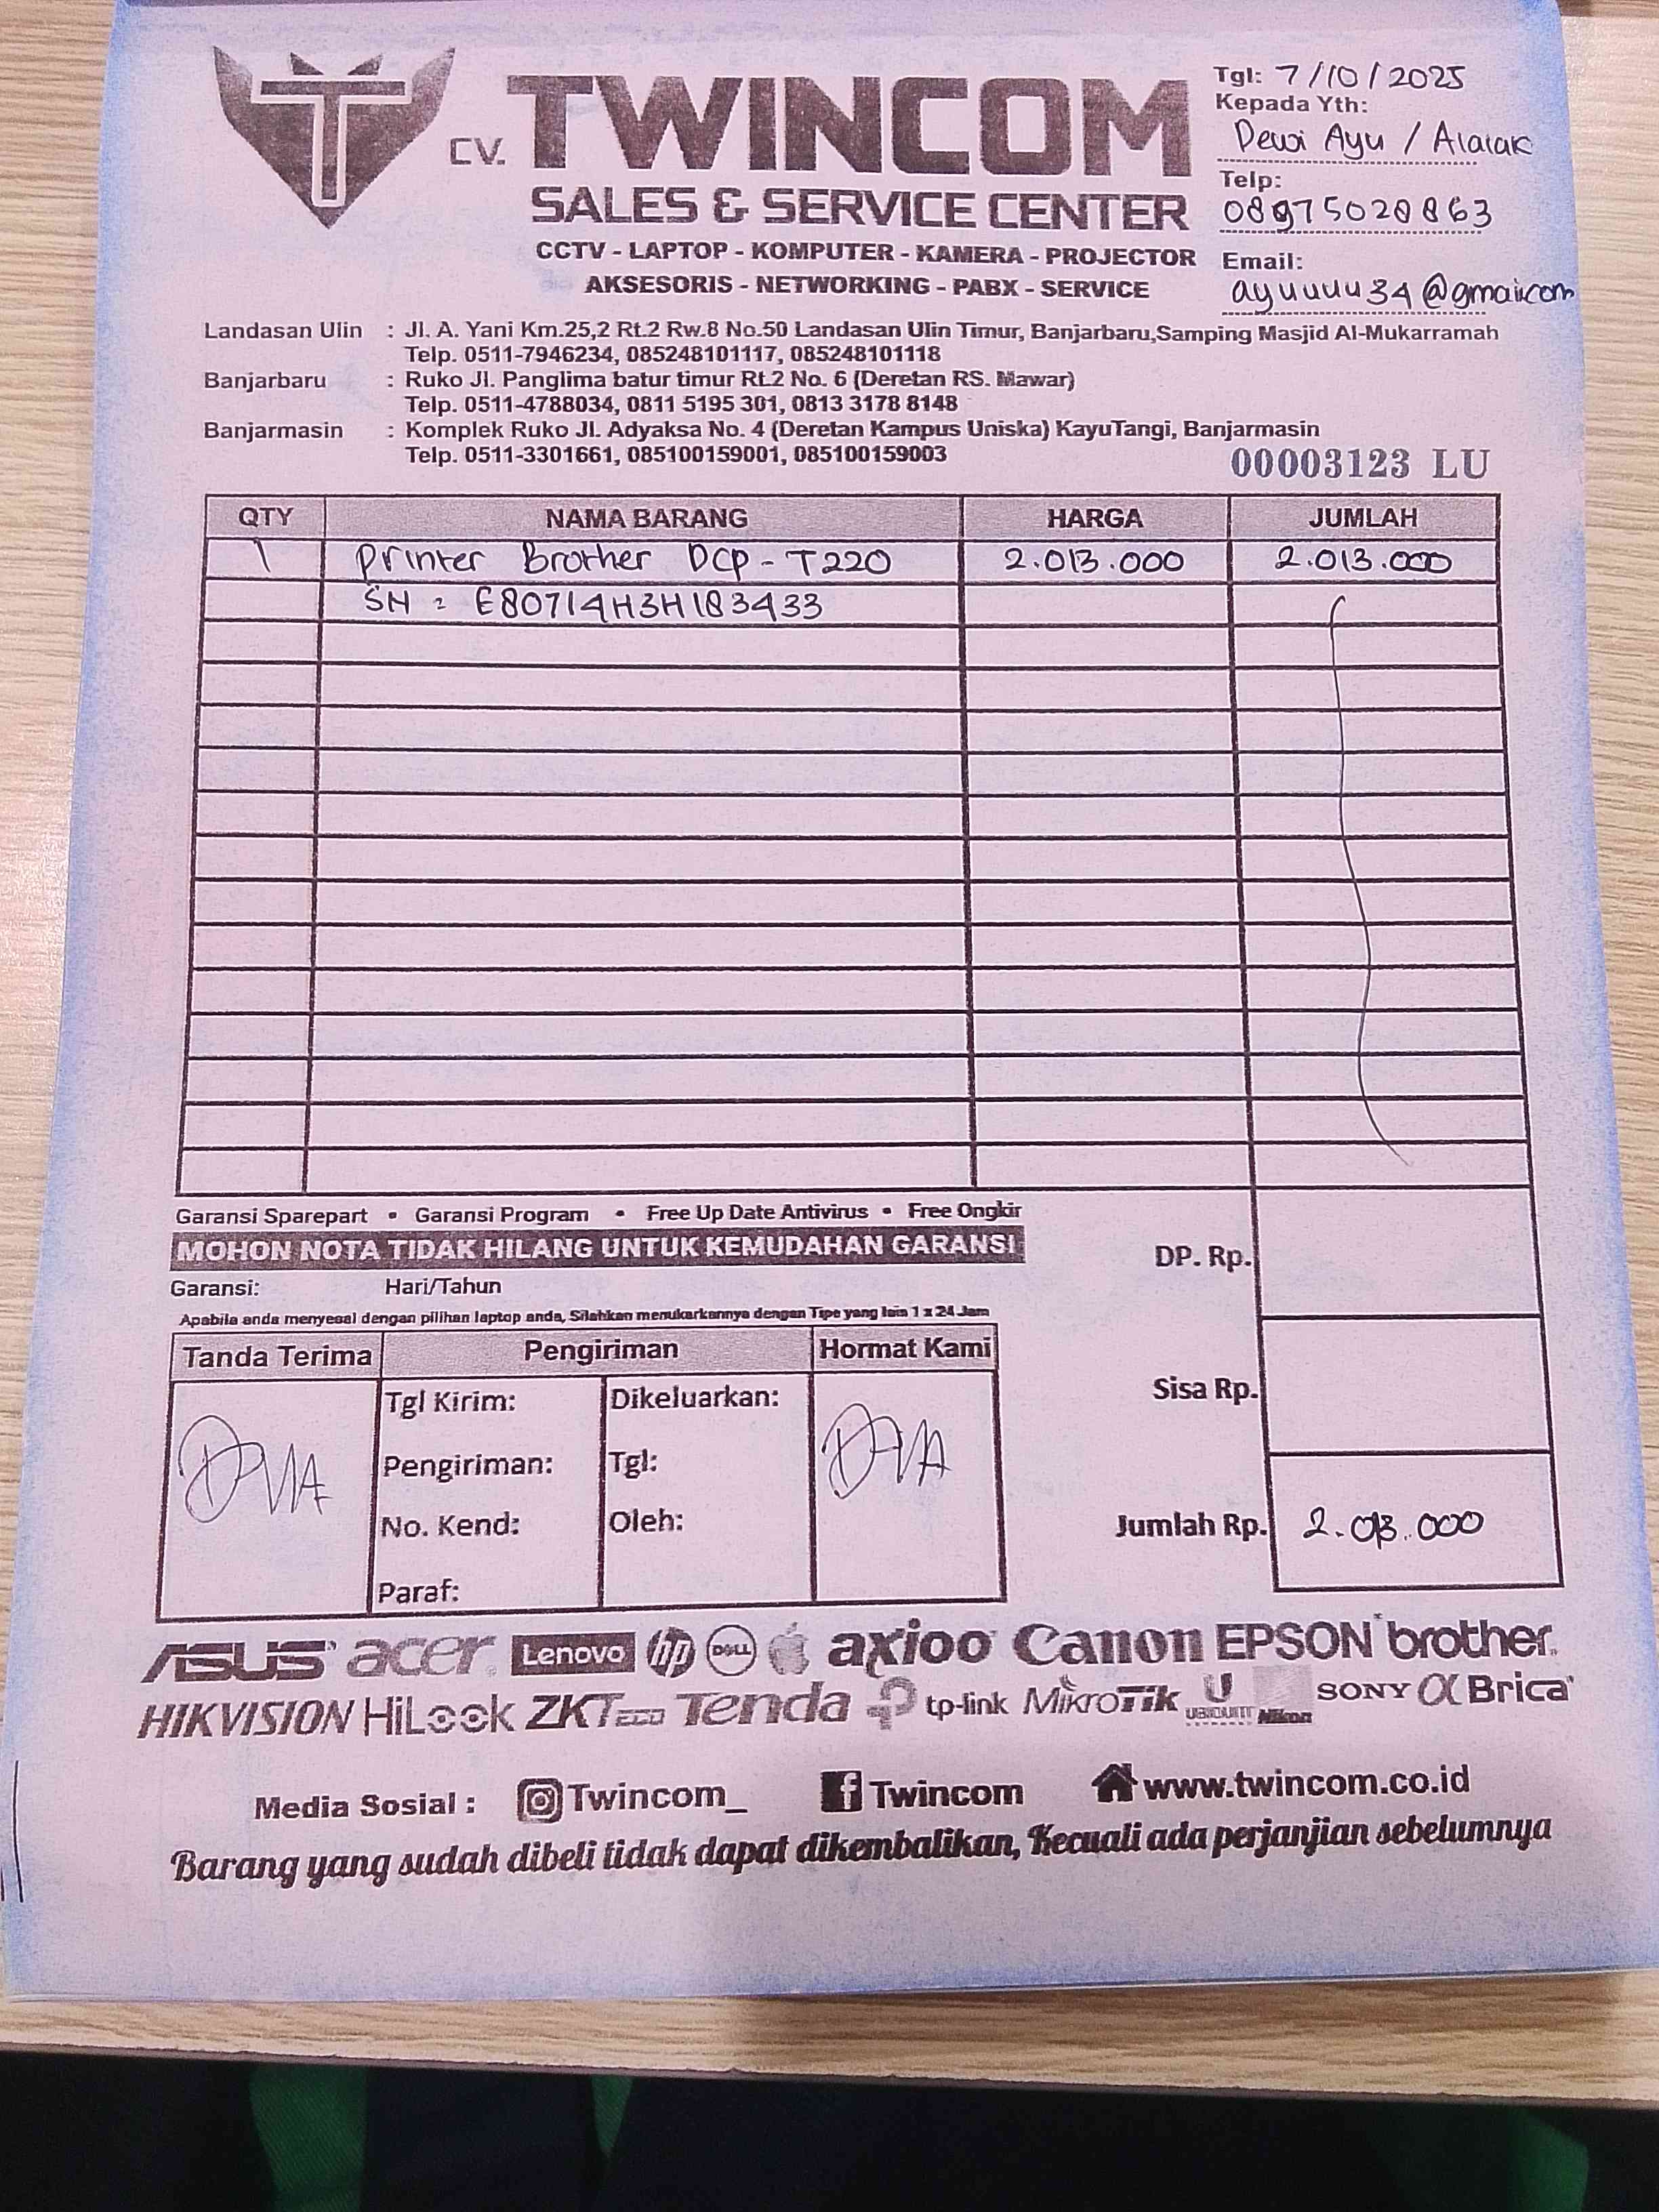 CV. TWINCOM
SALES & SERVICE CENTER
CCTV - LAPTOP - KOMPUTER - KAMERA - PROJECTOR
AKSESORIS - NETWORKING - PABX - SERVICE
Tgl: 7/10/2025
Kepada Yth:
Dewi Ayu / Alalak
Telp:
089750208863
Email:
ayuuuu34@gmail.com
Landasan Ulin : Jl. A. Yani Km.25,2 Rt.2 Rw.8 No.50 Landasan Ulin Timur, Banjarbaru,Samping Masjid Al-Mukarramah
Telp. 0511-7946234, 085248101117, 085248101118
Banjarbaru : Ruko Jl. Panglima batur timur Rt.2 No. 6 (Deretan RS. Mawar)
Telp. 0511-4788034, 0811 5195 301, 0813 3178 8148
Banjarmasin : Komplek Ruko Jl. Adyaksa No. 4 (Deretan Kampus Uniska) KayuTangi, Banjarmasin
Telp. 0511-3301661, 085100159001, 085100159003
00003123 LU
QTY NAMA BARANG HARGA JUMLAH
1 Printer Brother DCP-T220 2.013.000 2.013.000
SN : E80714H3H183433
Garansi Sparepart • Garansi Program • Free Up Date Antivirus • Free Ongkir
MOHON NOTA TIDAK HILANG UNTUK KEMUDAHAN GARANSI
Garansi: Hari/Tahun
Apabila anda menyesal dengan pilihan laptop anda, Silahkan menukarkannya dengan Tipe yang lain 1 x 24 Jam
DP. Rp.
Sisa Rp.
Jumlah Rp. 2.013.000
Tanda Terima Pengiriman Hormat Kami
Tgl Kirim: Dikeluarkan:
Pengiriman: Tgl:
No. Kend: Oleh:
Paraf:
ASUS acer Lenovo hp DELL axioo Canon EPSON brother
HIKVISION HiLook ZKTeco Tenda tp-link MikroTik UBIQUITI Nikon SONY α Brica
Media Sosial : Twincom_ Twincom www.twincom.co.id
Barang yang sudah dibeli tidak dapat dikembalikan, Kecuali ada perjanjian sebelumnya